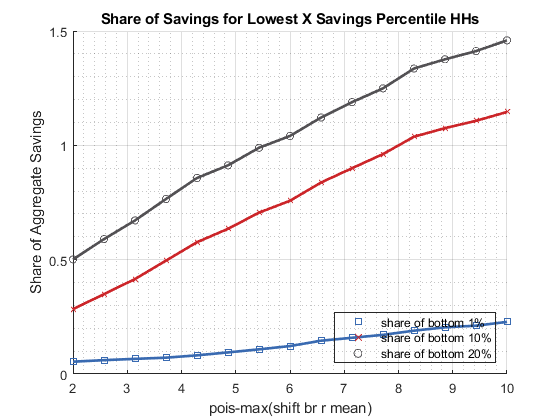 Share of Savings for Lowest X Savings Percentile HHs
1.5
1
0.5
0
Share of Aggregate Savings
share of bottom 1%
share of bottom 10%
share of bottom 20%
2 3 4 5 6 7 8 9 10
pois-max(shift br r mean)